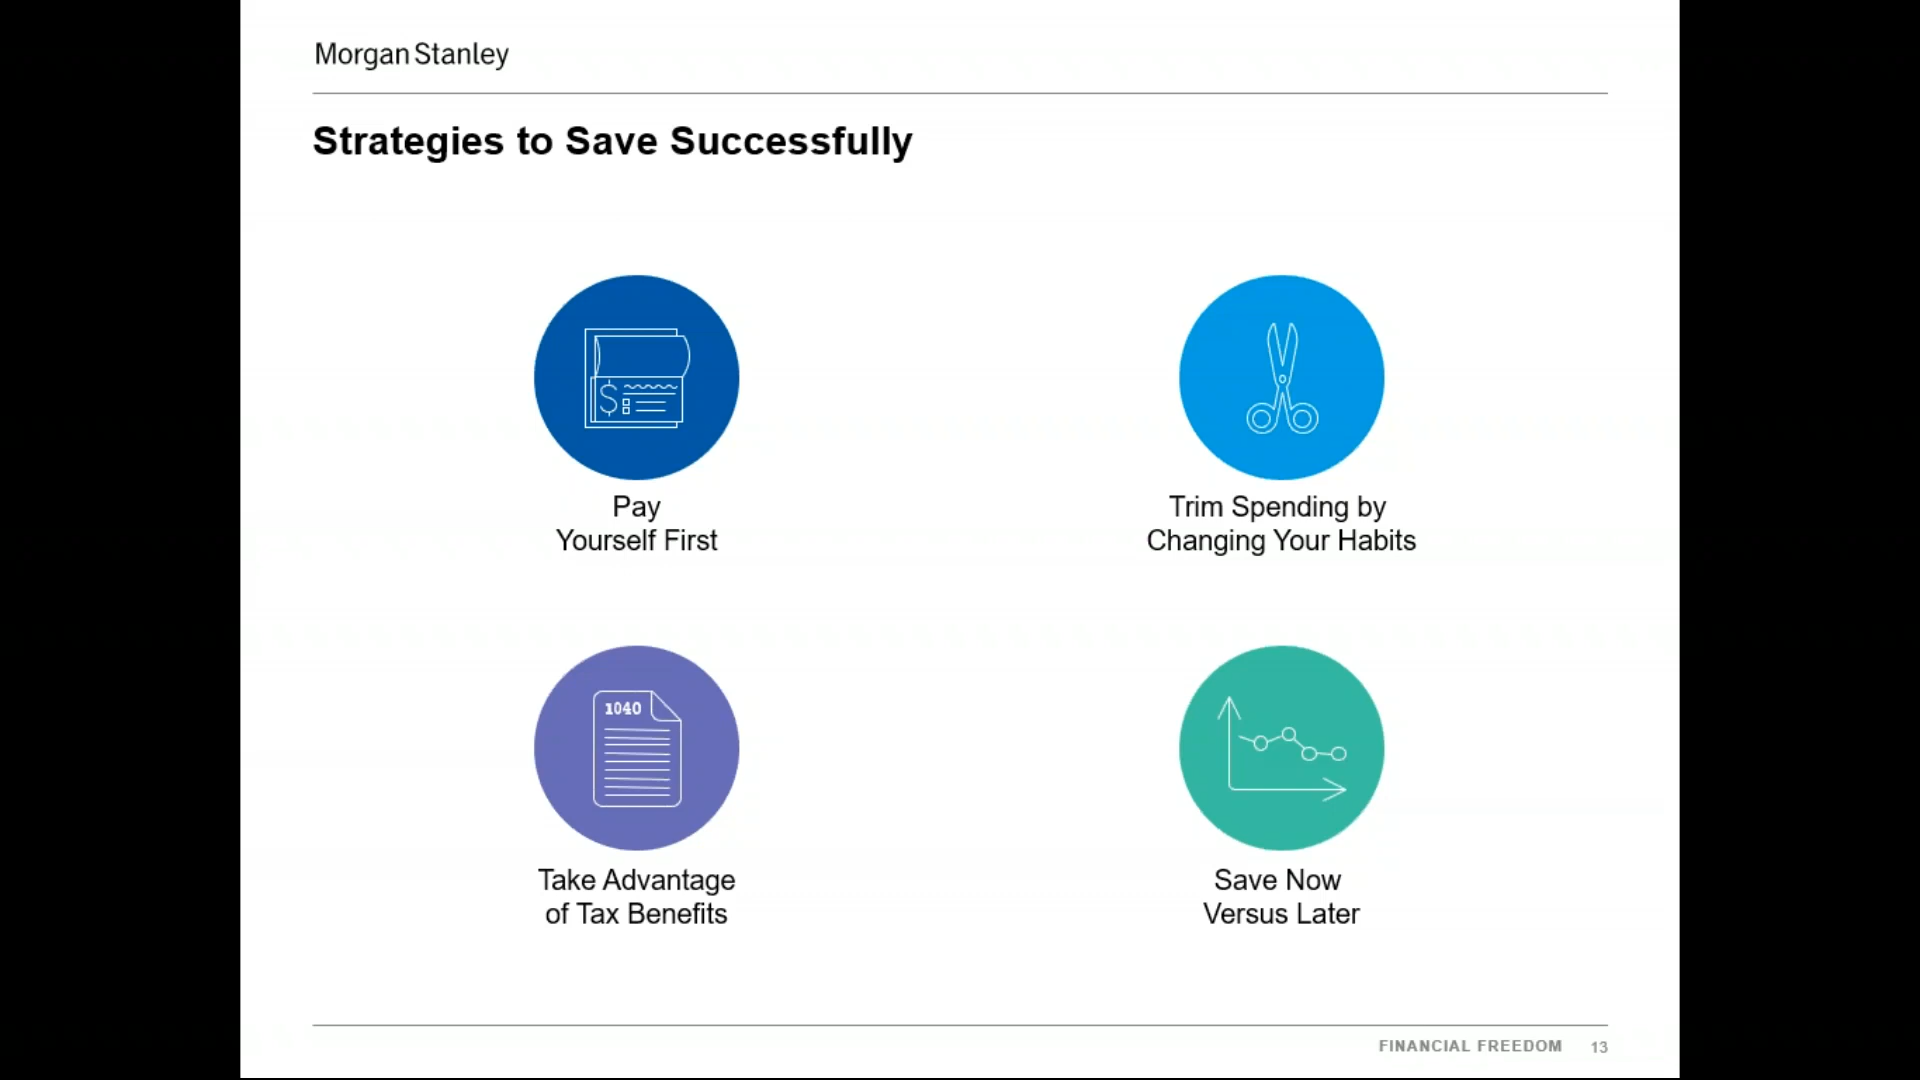 Morgan Stanley
Strategies to Save Successfully
Pay
Yourself First
Trim Spending by
Changing Your Habits
$
1040
Take Advantage
of Tax Benefits
Save Now
Versus Later
FINANCIAL FREEDOM 13